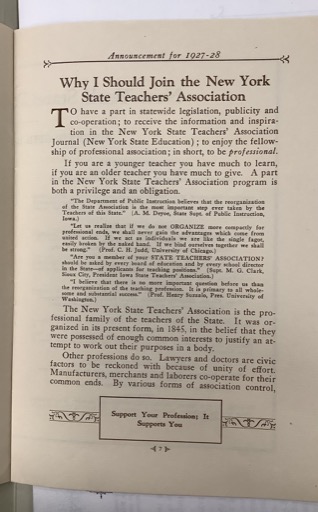 Announcement for 1927-28
Why I Should Join the New York
State Teachers' Association
TO have a part in statewide legislation, publicity and
co-operation; to receive the information and inspira-
tion in the New York State Teachers' Association
Journal (New York State Education); to enjoy the fellow-
ship of professional association; in short, to be professional.
If you are a younger teacher you have much to learn,
if you are an older teacher you have much to give. A part
in the New York State Teachers' Association program is
both a privilege and an obligation.
"The Department of Public Instruction believes that the reorganization
of the State Association is the most important step ever taken by the
Teachers of this State." (A. M. Deyoe, State Supt. of Public Instruction,
Iowa.)
"Let us realize that if we do not ORGANIZE more compactly for
professional ends, we shall never gain the advantages which come from
united action. If we act as individuals we are like the single fagot,
easily broken by the naked hand. If we bind ourselves together we shall
be strong." (Prof. C. H. Judd, University of Chicago.)
"Are you a member of your STATE TEACHERS' ASSOCIATION?
should be asked by every board of education and by every school director
in the State—of applicants for teaching positions." (Supt. M. G. Clark,
Sioux City, President Iowa State Teachers' Association.)
"I believe that there is no more important question before us than
the reorganization of the teaching profession. It is primary to all whole-
some and substantial success." (Prof. Henry Suzzalo, Pres. University of
Washington.)
The New York State Teachers' Association is the pro-
fessional family of the teachers of the State. It was or-
ganized in its present form, in 1845, in the belief that they
were possessed of enough common interests to justify an at-
tempt to work out their purposes in a body.
Other professions do so. Lawyers and doctors are civic
factors to be reckoned with because of unity of effort.
Manufacturers, merchants and laborers co-operate for their
common ends. By various forms of association control,
Support Your Profession; It
Supports You
7